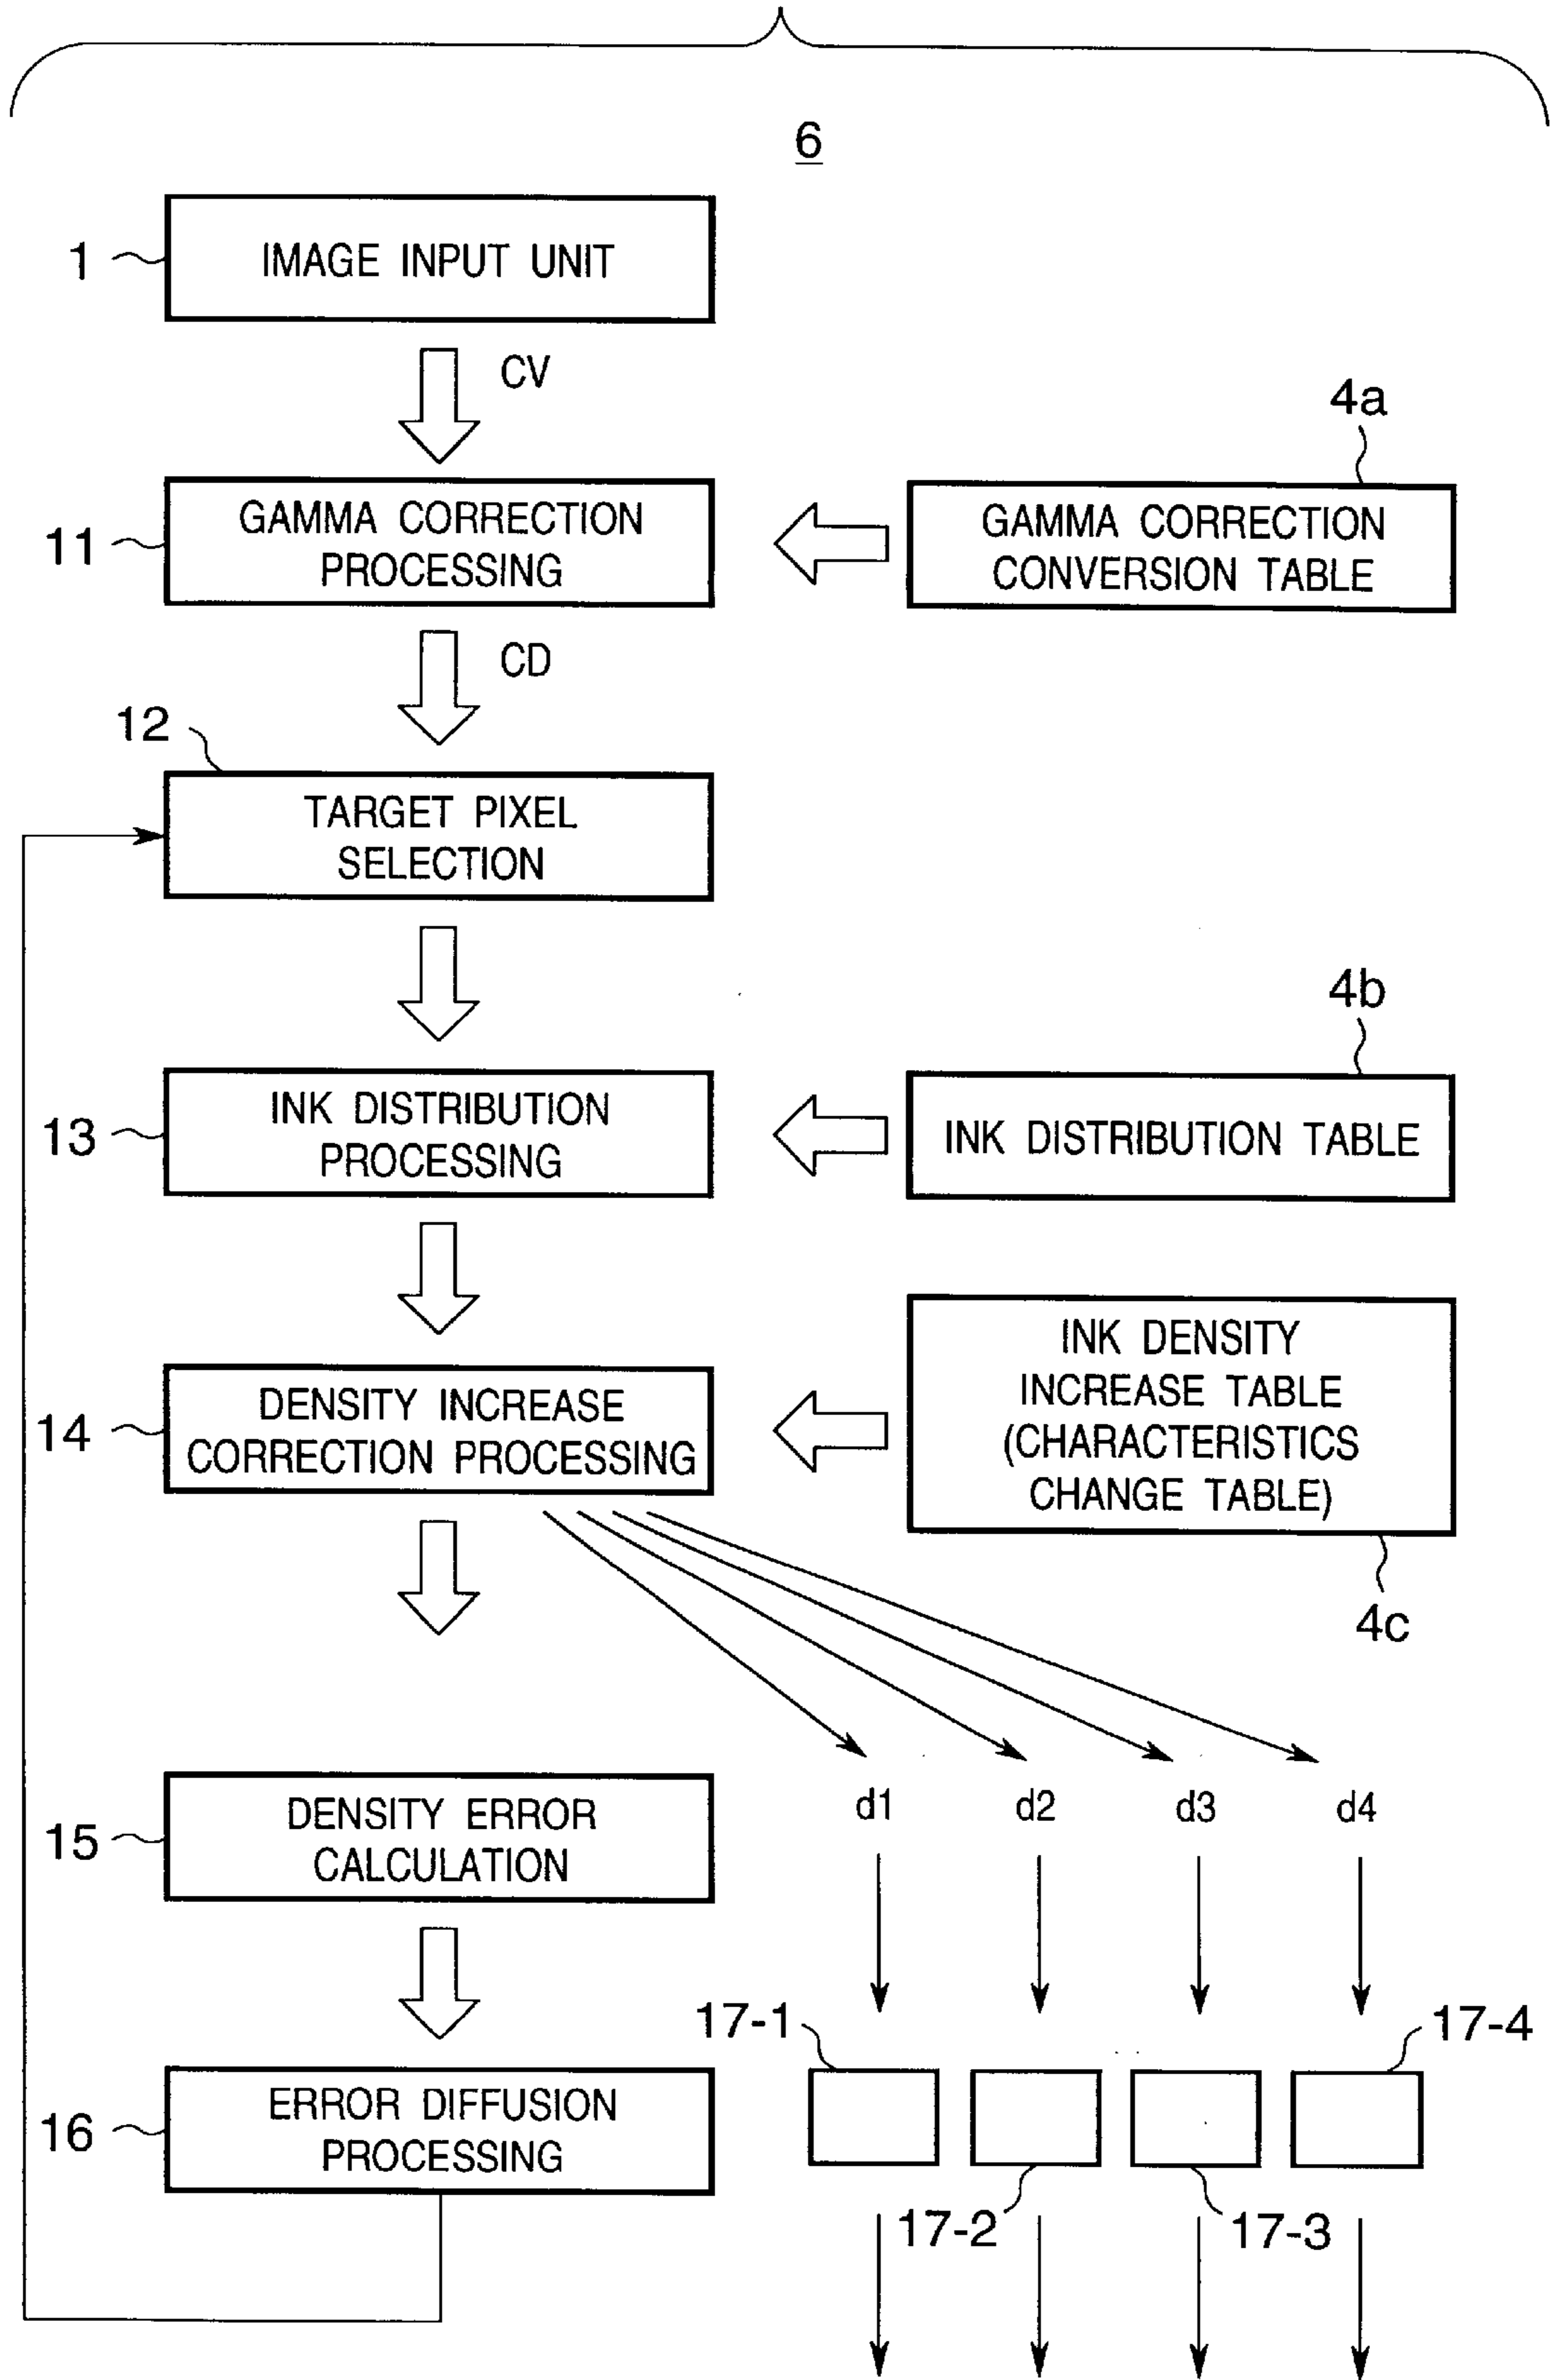 6
1
IMAGE INPUT UNIT
CV
4a
11
GAMMA CORRECTION
PROCESSING
GAMMA CORRECTION
CONVERSION TABLE
CD
12
TARGET PIXEL
SELECTION
4b
13
INK DISTRIBUTION
PROCESSING
INK DISTRIBUTION TABLE
14
DENSITY INCREASE
CORRECTION PROCESSING
INK DENSITY
INCREASE TABLE
(CHARACTERISTICS
CHANGE TABLE)
4c
15
DENSITY ERROR
CALCULATION
d1
d2
d3
d4
17-1
17-4
16
ERROR DIFFUSION
PROCESSING
17-2
17-3